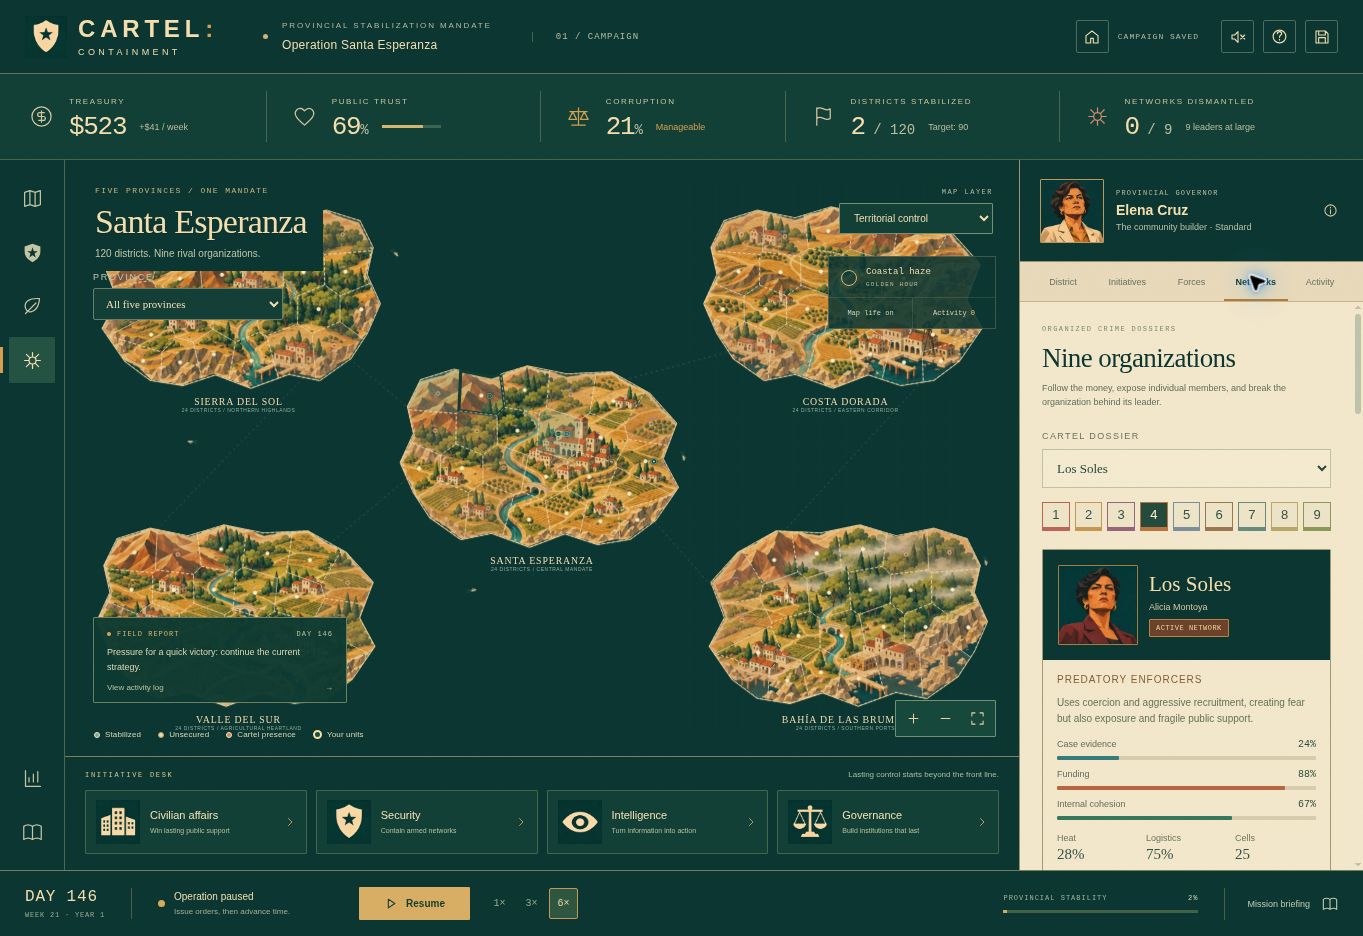 CARTEL:
CONTAINMENT
PROVINCIAL STABILIZATION MANDATE
Operation Santa Esperanza
01 / CAMPAIGN
CAMPAIGN SAVED
TREASURY
$523 +$41 / week
PUBLIC TRUST
69%
CORRUPTION
21% Manageable
DISTRICTS STABILIZED
2 / 120 Target: 90
NETWORKS DISMANTLED
0 / 9 9 leaders at large
FIVE PROVINCES / ONE MANDATE
Santa Esperanza
120 districts. Nine rival organizations.
PROVINCE
All five provinces
MAP LAYER
Territorial control
Coastal haze
GOLDEN HOUR
Map life on
Activity 0
SIERRA DEL SOL
24 DISTRICTS / NORTHERN HIGHLANDS
COSTA DORADA
24 DISTRICTS / EASTERN CORRIDOR
SANTA ESPERANZA
24 DISTRICTS / CENTRAL MANDATE
FIELD REPORT
DAY 146
Pressure for a quick victory: continue the current
strategy.
View activity log →
VALLE DEL SUR
24 DISTRICTS / AGRICULTURAL HEARTLAND
BAHÍA DE LAS BRUM
24 DISTRICTS / SOUTHERN PORTS
Stabilized
Unsecured
Cartel presence
Your units
INITIATIVE DESK
Lasting control starts beyond the front line.
Civilian affairs
Win lasting public support
Security
Contain armed networks
Intelligence
Turn information into action
Governance
Build institutions that last
PROVINCIAL GOVERNOR
Elena Cruz
The community builder · Standard
District
Initiatives
Forces
Activity
ORGANIZED CRIME DOSSIERS
Nine organizations
Follow the money, expose individual members, and break the
organization behind its leader.
CARTEL DOSSIER
Los Soles
1 2 3 4 5 6 7 8 9
Los Soles
Alicia Montoya
ACTIVE NETWORK
PREDATORY ENFORCERS
Uses coercion and aggressive recruitment, creating fear
but also exposure and fragile public support.
Case evidence 24%
Funding 88%
Internal cohesion 67%
Heat Logistics Cells
28% 75% 25
DAY 146
WEEK 21 · YEAR 1
Operation paused
Issue orders, then advance time.
Resume
1× 3× 6×
PROVINCIAL STABILITY 2%
Mission briefing